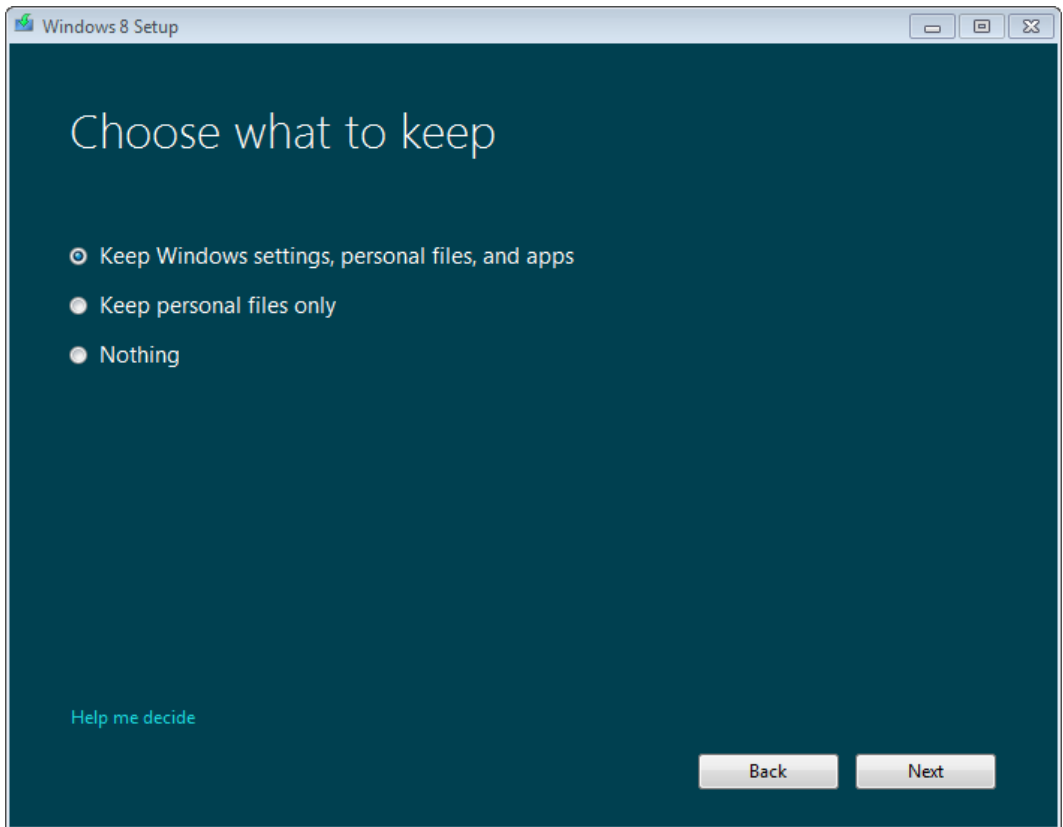 Windows 8 Setup
Choose what to keep
Keep Windows settings, personal files, and apps
Keep personal files only
Nothing
Help me decide
Back Next